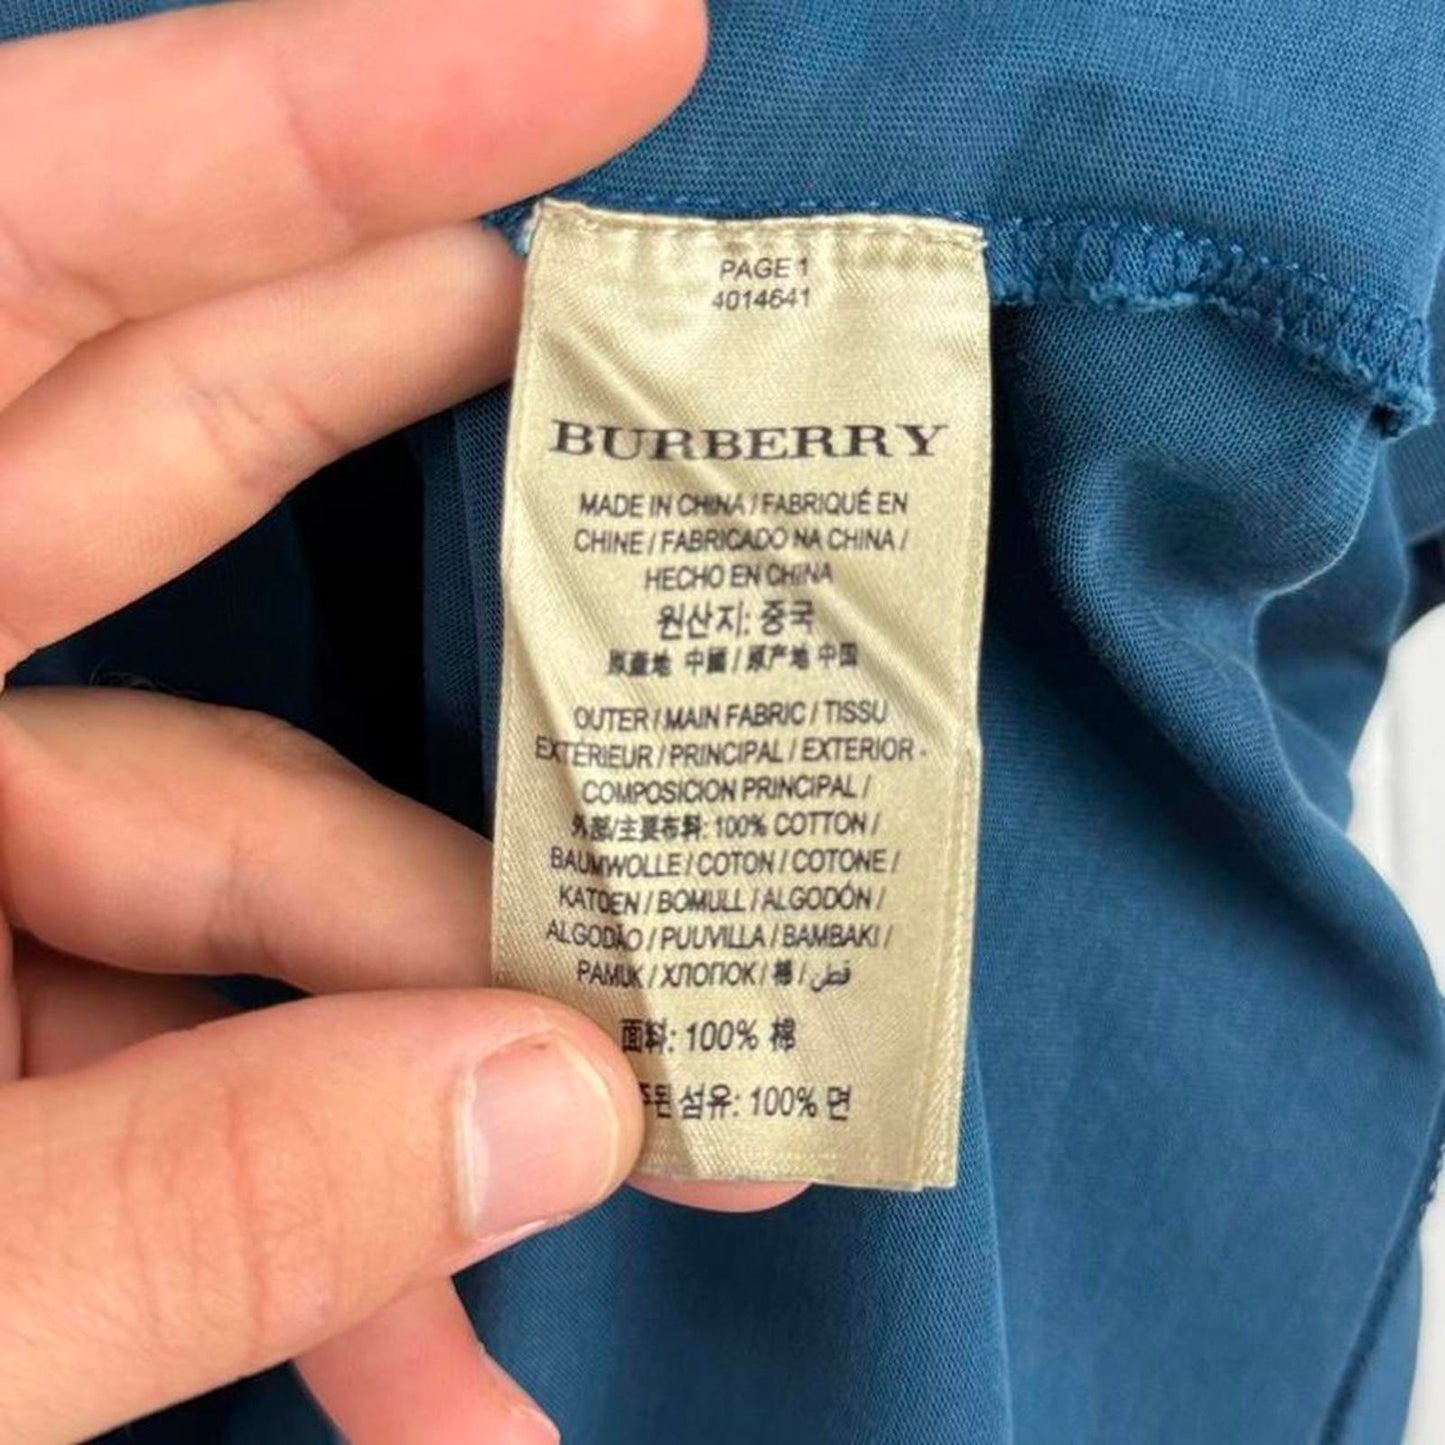 PAGE 1
4014641
BURBERRY
MADE IN CHINA / FABRIQUÉ EN
CHINE / FABRICADO NA CHINA /
HECHO EN CHINA
원산지: 중국
原產地 中國 / 原产地 中国
OUTER / MAIN FABRIC / TISSU
EXTÉRIEUR / PRINCIPAL / EXTERIOR -
COMPOSICION PRINCIPAL /
外部/主要布料: 100% COTTON /
BAUMWOLLE / COTON / COTONE /
KATOEN / BOMULL / ALGODÓN /
ALGODÃO / PUUVILLA / BAMBAKI /
PAMUK / ХЛОПОК / 棉 / قطن
面料: 100% 棉
된 섬유: 100% 면